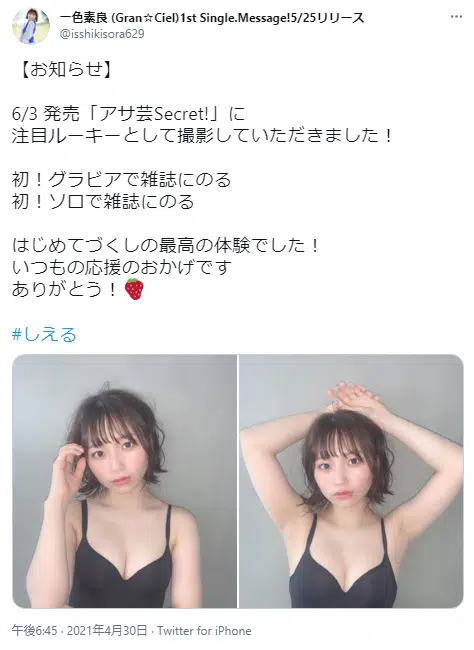 一色素良 (Gran☆Ciel)1st Single.Message!5/25リリース
@isshikisora629
【お知らせ】
6/3 発売「アサ芸Secret!」に
注目ルーキーとして撮影していただきました！
初！グラビアで雑誌にのる
初！ソロで雑誌にのる
はじめてづくしの最高の体験でした！
いつもの応援のおかげです
ありがとう！🍓
#しえる
午後6:45 · 2021年4月30日 · Twitter for iPhone